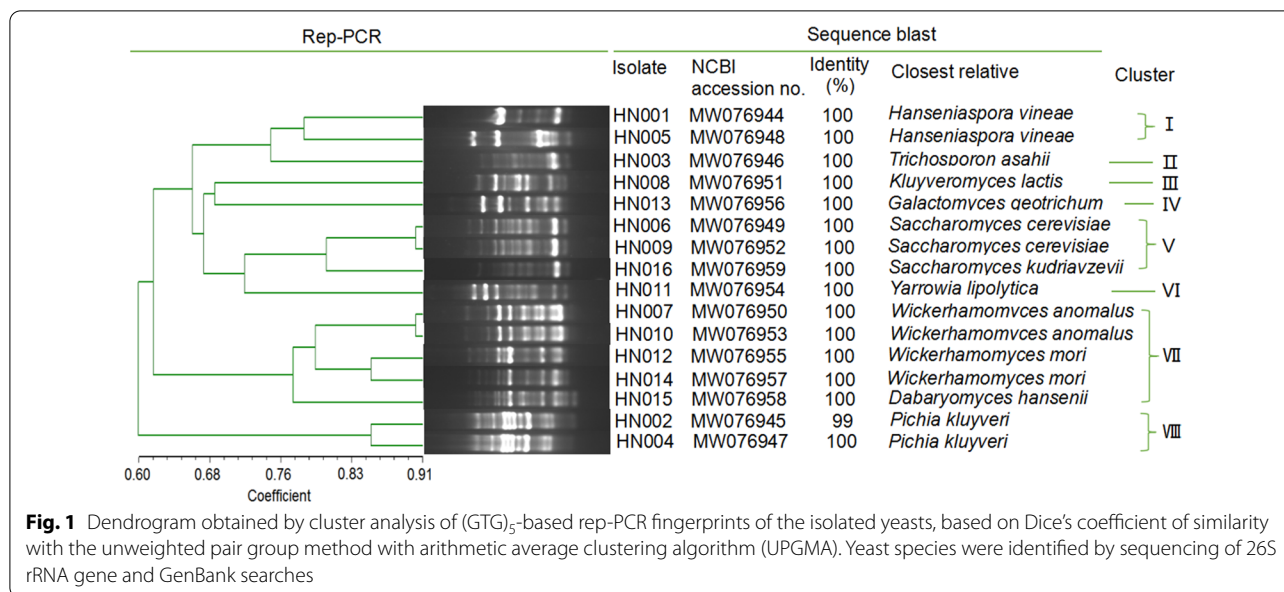 Rep-PCR Sequence blast
Isolate NCBI accession no. Identity (%) Closest relative Cluster
HN001 MW076944 100 Hanseniaspora vineae I
HN005 MW076948 100 Hanseniaspora vineae
HN003 MW076946 100 Trichosporon asahii II
HN008 MW076951 100 Kluyveromyces lactis III
HN013 MW076956 100 Galactomyces geotrichum IV
HN006 MW076949 100 Saccharomyces cerevisiae
HN009 MW076952 100 Saccharomyces cerevisiae V
HN016 MW076959 100 Saccharomyces kudriavzevii
HN011 MW076954 100 Yarrowia lipolytica VI
HN007 MW076950 100 Wickerhamomyces anomalus
HN010 MW076953 100 Wickerhamomyces anomalus
HN012 MW076955 100 Wickerhamomyces mori VII
HN014 MW076957 100 Wickerhamomyces mori
HN015 MW076958 100 Dabaryomyces hansenii
HN002 MW076945 99 Pichia kluyveri VIII
HN004 MW076947 100 Pichia kluyveri
0.60 0.68 0.76 0.83 0.91
Coefficient
Fig. 1 Dendrogram obtained by cluster analysis of (GTG)5-based rep-PCR fingerprints of the isolated yeasts, based on Dice's coefficient of similarity
with the unweighted pair group method with arithmetic average clustering algorithm (UPGMA). Yeast species were identified by sequencing of 26S
rRNA gene and GenBank searches